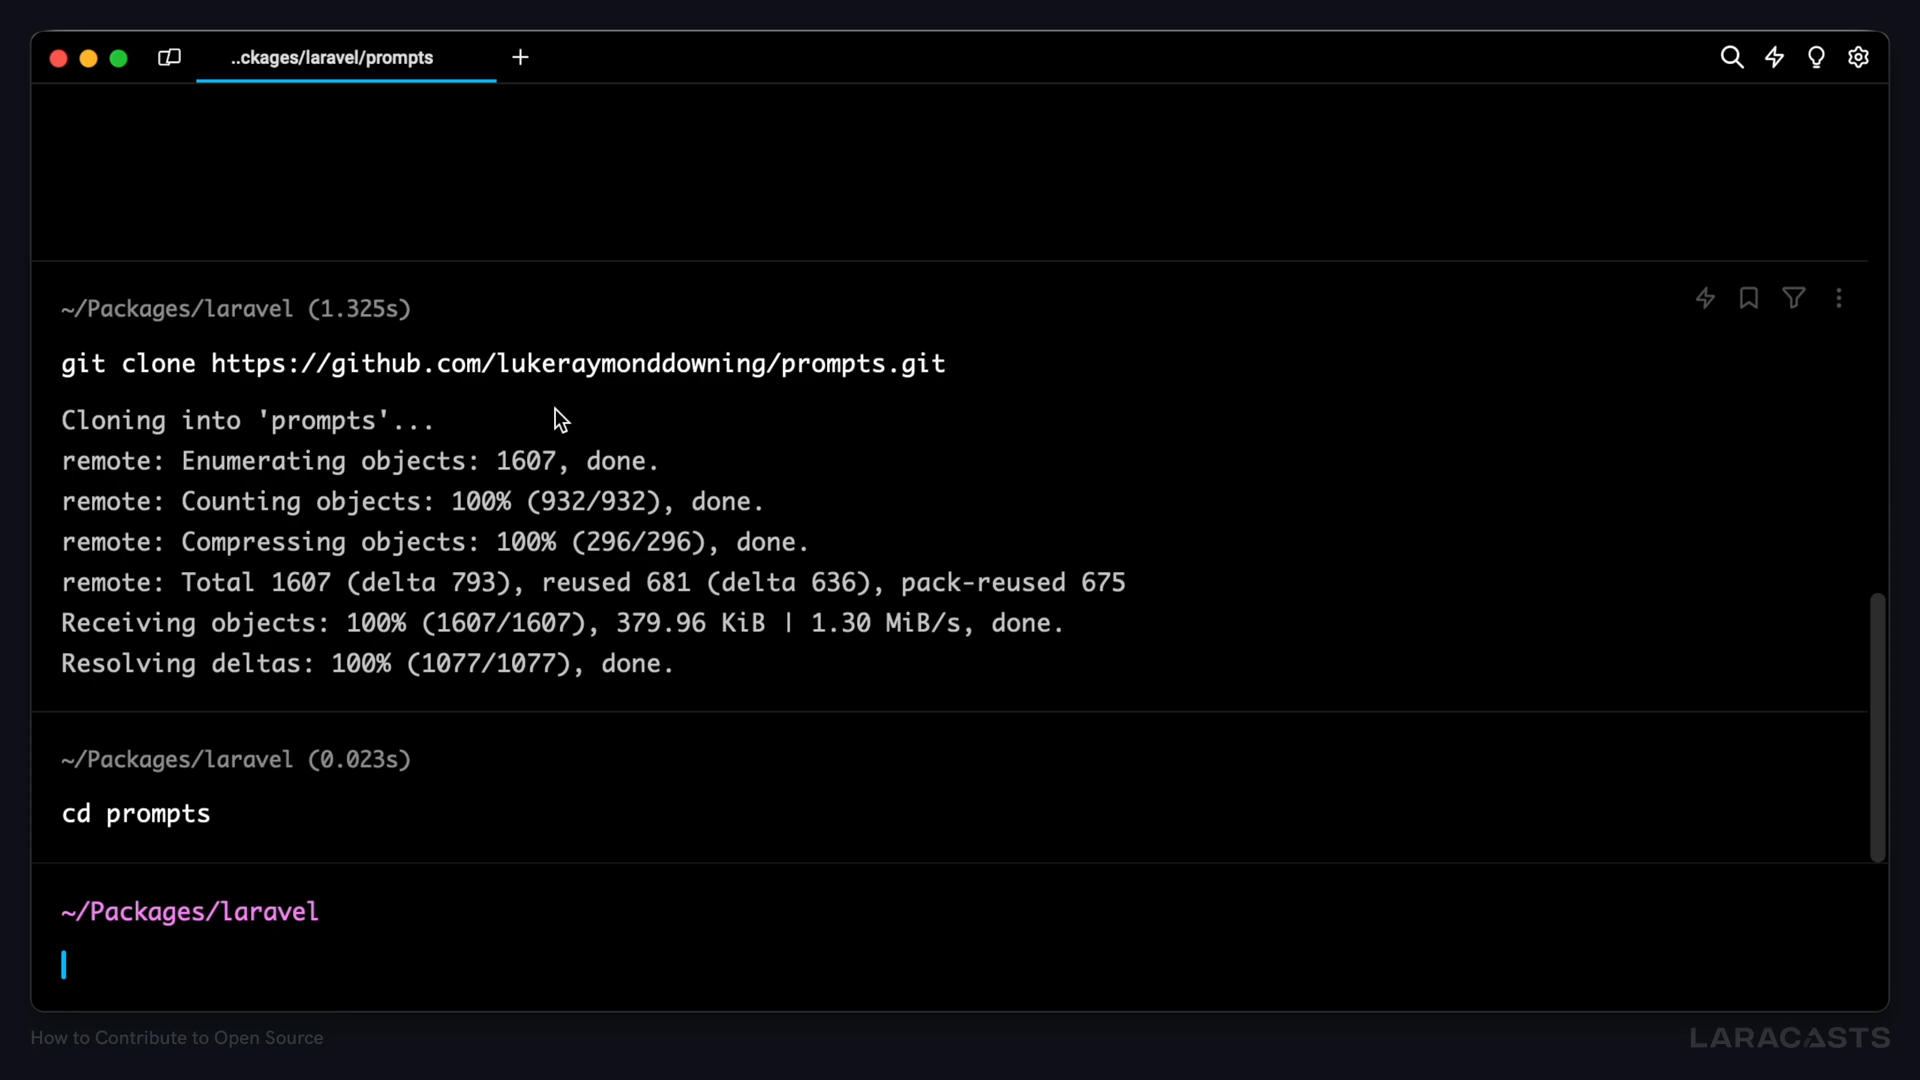 ..ckages/laravel/prompts
~/Packages/laravel (1.325s)
git clone https://github.com/lukeraymonddowning/prompts.git
Cloning into 'prompts'...
remote: Enumerating objects: 1607, done.
remote: Counting objects: 100% (932/932), done.
remote: Compressing objects: 100% (296/296), done.
remote: Total 1607 (delta 793), reused 681 (delta 636), pack-reused 675
Receiving objects: 100% (1607/1607), 379.96 KiB | 1.30 MiB/s, done.
Resolving deltas: 100% (1077/1077), done.
~/Packages/laravel (0.023s)
cd prompts
~/Packages/laravel
How to Contribute to Open Source
LARACASTS